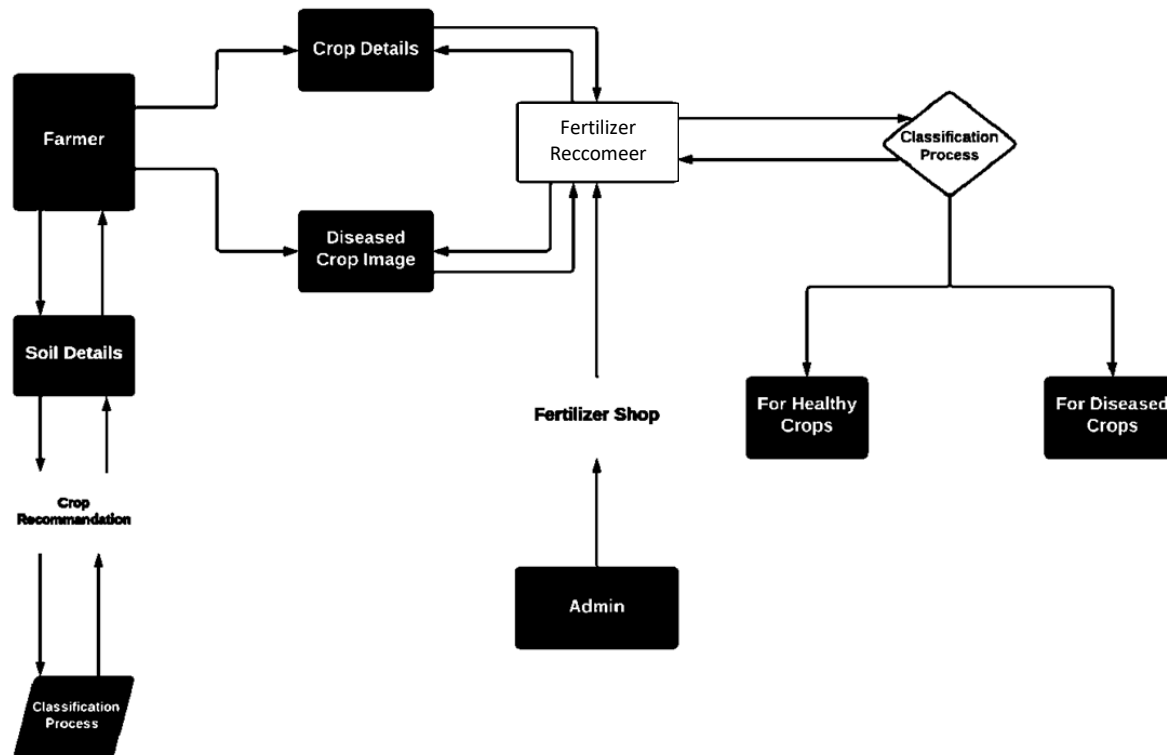 Crop Details
Farmer
Fertilizer
Reccomeer
Classification
Process
Diseased
Crop Image
Soil Details
For Healthy
Crops
For Diseased
Crops
Fertilizer Shop
Crop
Recommandation
Admin
Classification
Process